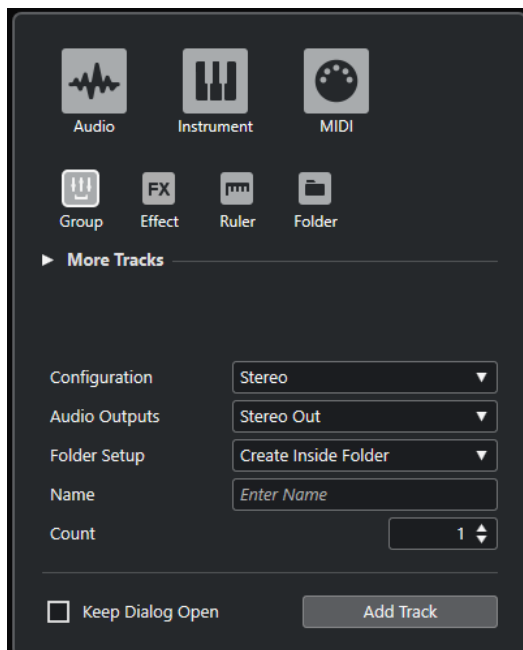 Audio Instrument MIDI
FX
Group Effect Ruler Folder
► More Tracks
Configuration Stereo ▼
Audio Outputs Stereo Out ▼
Folder Setup Create Inside Folder ▼
Name Enter Name
Count 1
Keep Dialog Open Add Track